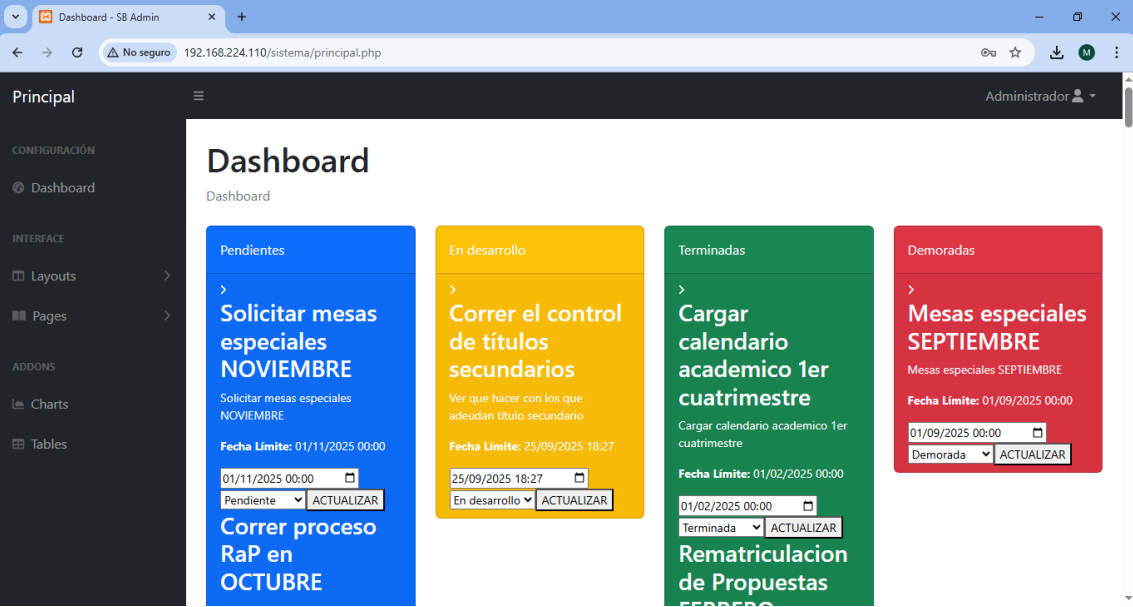 Dashboard - SB Admin
No seguro
192.168.224.110/sistema/principal.php
M
Principal
Administrador
CONFIGURACIÓN
Dashboard
INTERFACE
Layouts
Pages
ADDONS
Charts
Tables
Dashboard
Dashboard
Pendientes
Solicitar mesas
especiales
NOVIEMBRE
Solicitar mesas especiales
NOVIEMBRE
Fecha Límite: 01/11/2025 00:00
01/11/2025 00:00
Pendiente ACTUALIZAR
Correr proceso
RaP en
OCTUBRE
En desarrollo
Correr el control
de títulos
secundarios
Ver que hacer con los que
adeudan título secundario
Fecha Límite: 25/09/2025 18:27
25/09/2025 18:27
En desarrollo ACTUALIZAR
Terminadas
Cargar
calendario
academico 1er
cuatrimestre
Cargar calendario academico 1er
cuatrimestre
Fecha Límite: 01/02/2025 00:00
01/02/2025 00:00
Terminada ACTUALIZAR
Rematriculacion
de Propuestas
FEBRERO
Demoradas
Mesas especiales
SEPTIEMBRE
Mesas especiales SEPTIEMBRE
Fecha Límite: 01/09/2025 00:00
01/09/2025 00:00
Demorada ACTUALIZAR